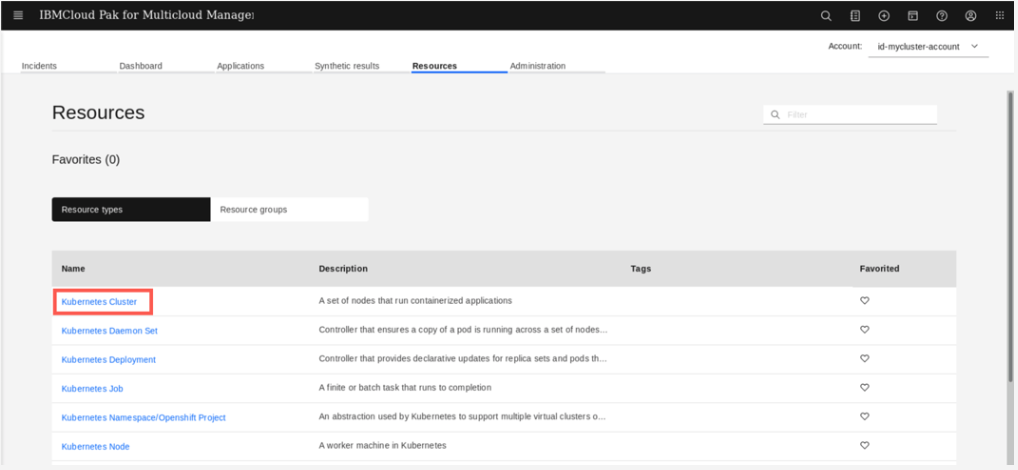 IBMCloud Pak for Multicloud Manager
Account: id-mycluster-account
Incidents Dashboard Applications Synthetic results Resources Administration
Resources
Filter
Favorites (0)
Resource types Resource groups
Name Description Tags Favorited
Kubernetes Cluster A set of nodes that run containerized applications
Kubernetes Daemon Set Controller that ensures a copy of a pod is running across a set of nodes...
Kubernetes Deployment Controller that provides declarative updates for replica sets and pods th...
Kubernetes Job A finite or batch task that runs to completion
Kubernetes Namespace/Openshift Project An abstraction used by Kubernetes to support multiple virtual clusters o...
Kubernetes Node A worker machine in Kubernetes